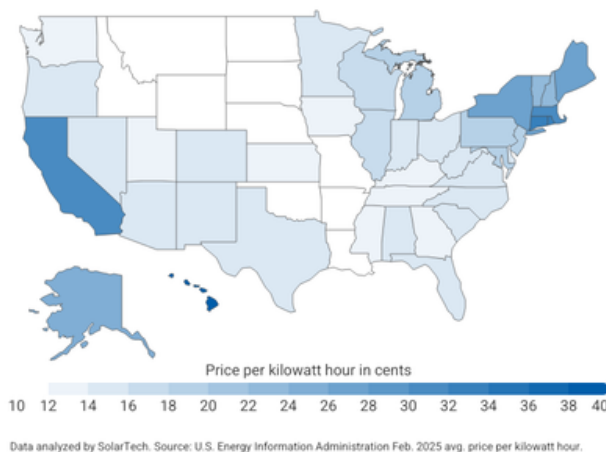 Price per kilowatt hour in cents
10 12 14 16 18 20 22 24 26 28 30 32 34 36 38 40
Data analyzed by SolarTech. Source: U.S. Energy Information Administration Feb. 2025 avg. price per kilowatt hour.